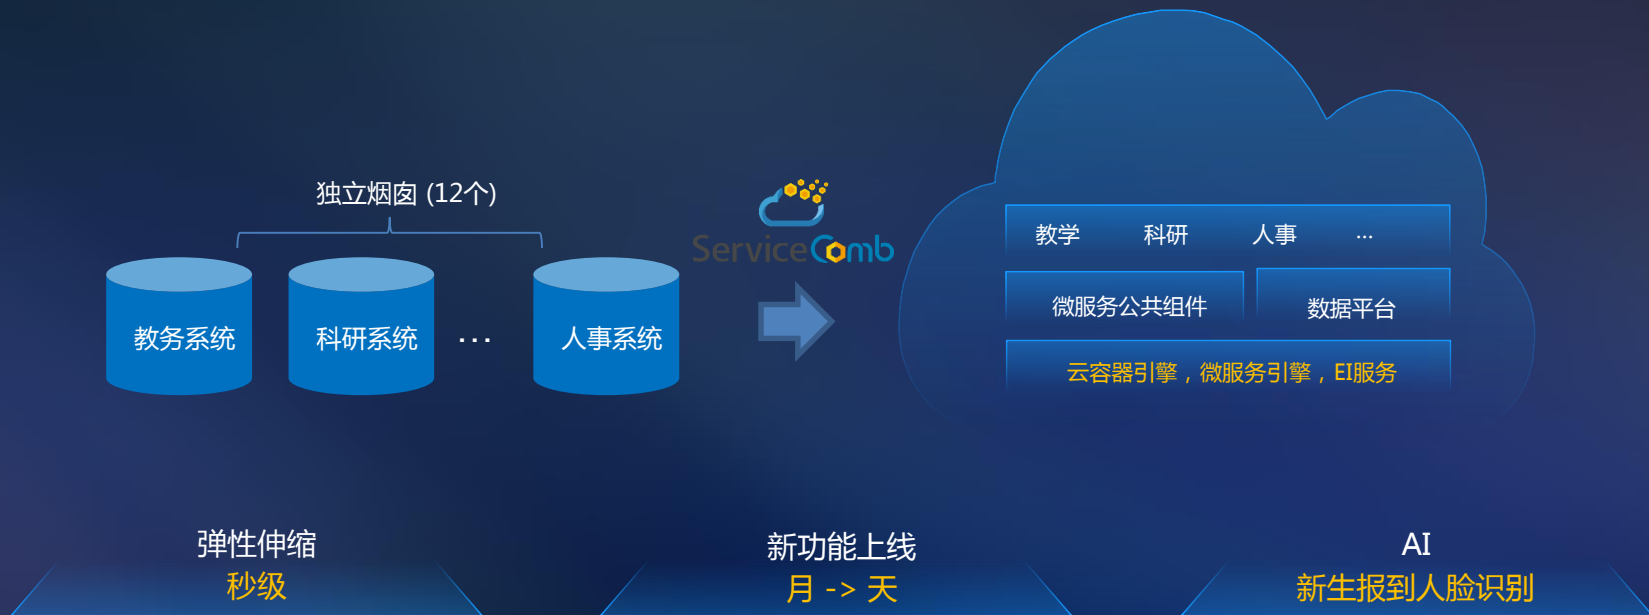 独立烟囱 (12个)
教务系统
科研系统
...
人事系统
ServiceComb
教学 科研 人事 ...
微服务公共组件
数据平台
云容器引擎，微服务引擎，EI服务
弹性伸缩
秒级
新功能上线
月 -> 天
AI
新生报到人脸识别